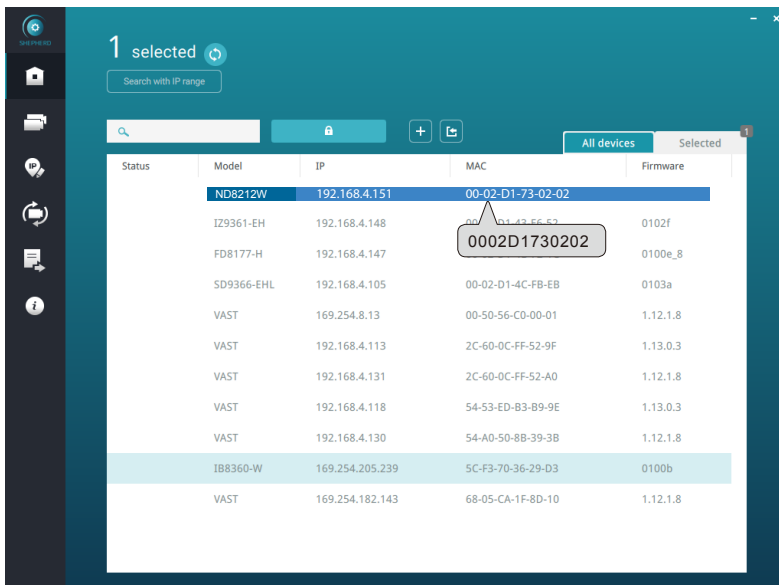 SHEPHERD
1 selected
Search with IP range
All devices
Selected
1
Status Model IP MAC Firmware
ND8212W 192.168.4.151 00-02-D1-73-02-02
IZ9361-EH 192.168.4.148 0102f
0002D1730202
FD8177-H 192.168.4.147 0100e_8
SD9366-EHL 192.168.4.105 00-02-D1-4C-FB-EB 0103a
VAST 169.254.8.13 00-50-56-C0-00-01 1.12.1.8
VAST 192.168.4.113 2C-60-0C-FF-52-9F 1.13.0.3
VAST 192.168.4.131 2C-60-0C-FF-52-A0 1.12.1.8
VAST 192.168.4.118 54-53-ED-B3-B9-9E 1.13.0.3
VAST 192.168.4.130 54-A0-50-8B-39-3B 1.12.1.8
IB8360-W 169.254.205.239 5C-F3-70-36-29-D3 0100b
VAST 169.254.182.143 68-05-CA-1F-8D-10 1.12.1.8
IP
i